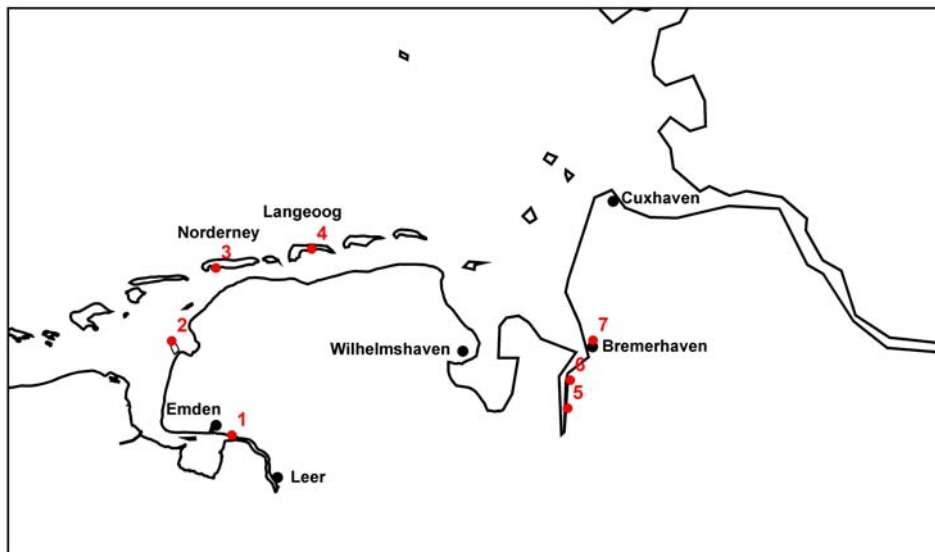 Cuxhaven
Langeoog
4
Norderney
3
2
7
Wilhelmshaven
Bremerhaven
6
5
Emden
1
Leer